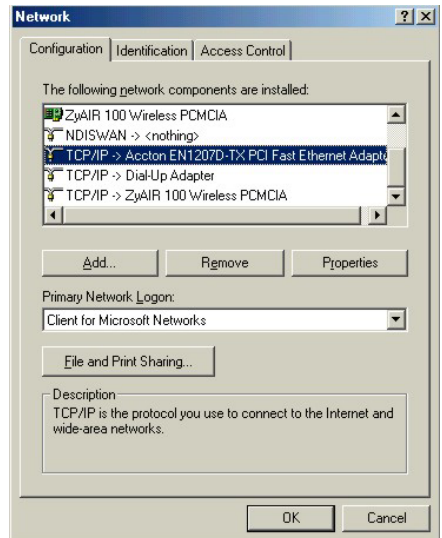 Network
Configuration Identification Access Control
The following network components are installed:
ZyAIR 100 Wireless PCMCIA
NDISWAN -> <nothing>
TCP/IP -> Accton EN1207D-TX PCI Fast Ethernet Adapte
TCP/IP -> Dial-Up Adapter
TCP/IP -> ZyAIR 100 Wireless PCMCIA
Add... Remove Properties
Primary Network Logon:
Client for Microsoft Networks
File and Print Sharing...
Description
TCP/IP is the protocol you use to connect to the Internet and
wide-area networks.
OK Cancel